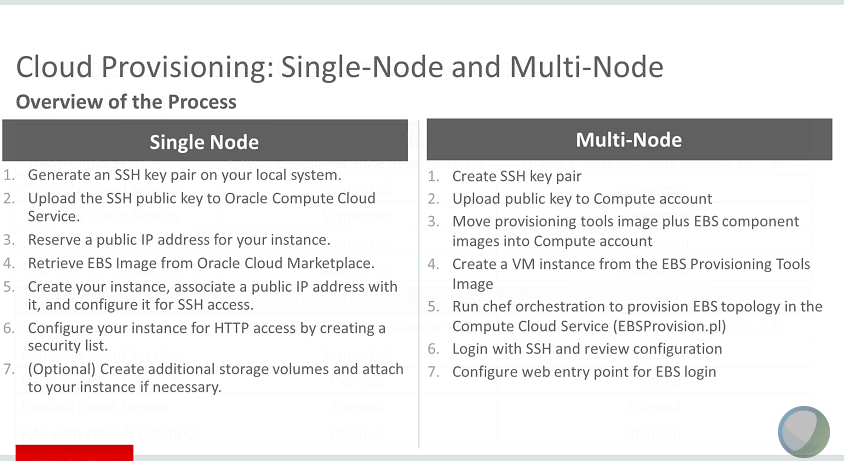 Cloud Provisioning: Single-Node and Multi-Node
Overview of the Process
Single Node
1. Generate an SSH key pair on your local system.
2. Upload the SSH public key to Oracle Compute Cloud
Service.
3. Reserve a public IP address for your instance.
4. Retrieve EBS Image from Oracle Cloud Marketplace.
5. Create your instance, associate a public IP address with
it, and configure it for SSH access.
6. Configure your instance for HTTP access by creating a
security list.
7. (Optional) Create additional storage volumes and attach
to your instance if necessary.
Multi-Node
1. Create SSH key pair
2. Upload public key to Compute account
3. Move provisioning tools image plus EBS component
images into Compute account
4. Create a VM instance from the EBS Provisioning Tools
Image
5. Run chef orchestration to provision EBS topology in the
Compute Cloud Service (EBSProvision.pl)
6. Login with SSH and review configuration
7. Configure web entry point for EBS login